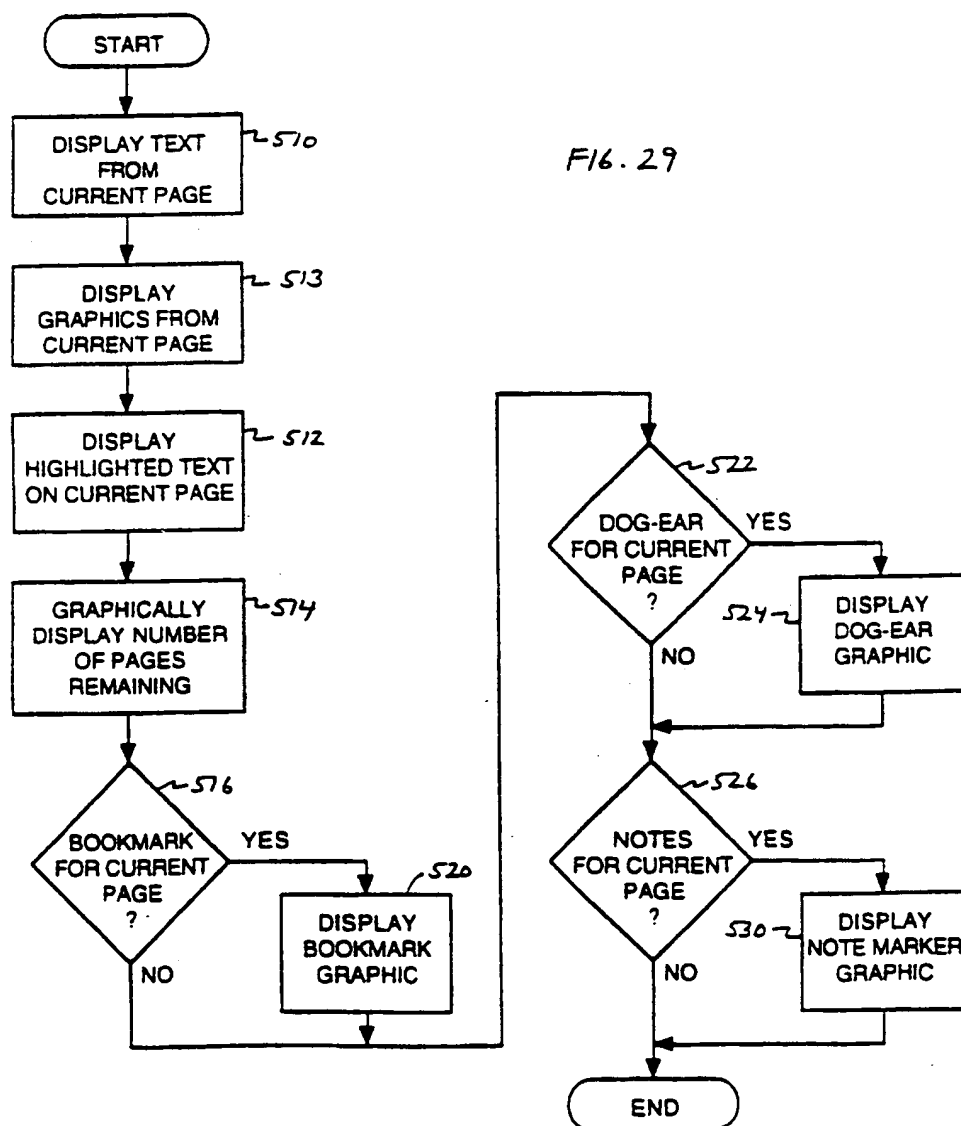 START
DISPLAY TEXT
FROM
CURRENT PAGE
510
FIG. 29
DISPLAY
GRAPHICS FROM
CURRENT PAGE
513
DISPLAY
HIGHLIGHTED TEXT
ON CURRENT PAGE
512
GRAPHICALLY
DISPLAY NUMBER
OF PAGES
REMAINING
514
BOOKMARK
FOR CURRENT
PAGE
?
516
YES
NO
DISPLAY
BOOKMARK
GRAPHIC
520
DOG-EAR
FOR CURRENT
PAGE
?
522
YES
NO
DISPLAY
DOG-EAR
GRAPHIC
524
NOTES
FOR CURRENT
PAGE
?
526
YES
NO
DISPLAY
NOTE MARKER
GRAPHIC
530
END